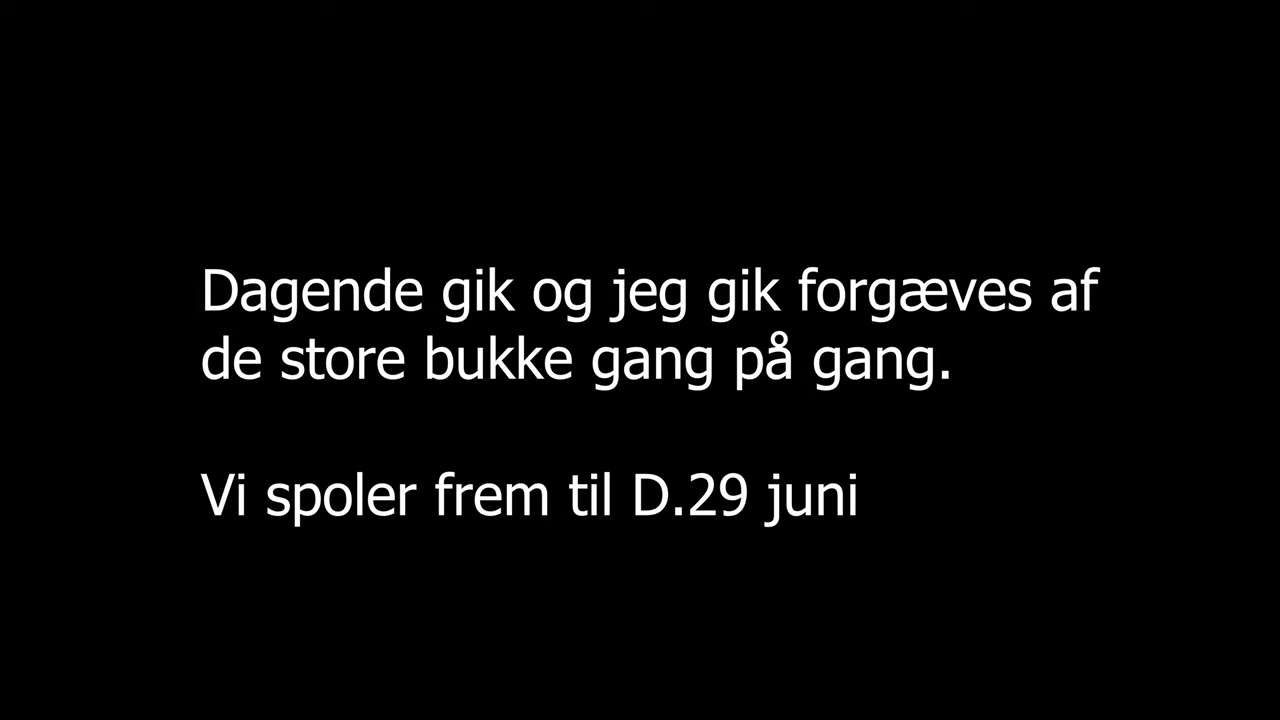 Dagende gik og jeg gik forgæves af
de store bukke gang på gang.
Vi spoler frem til D.29 juni